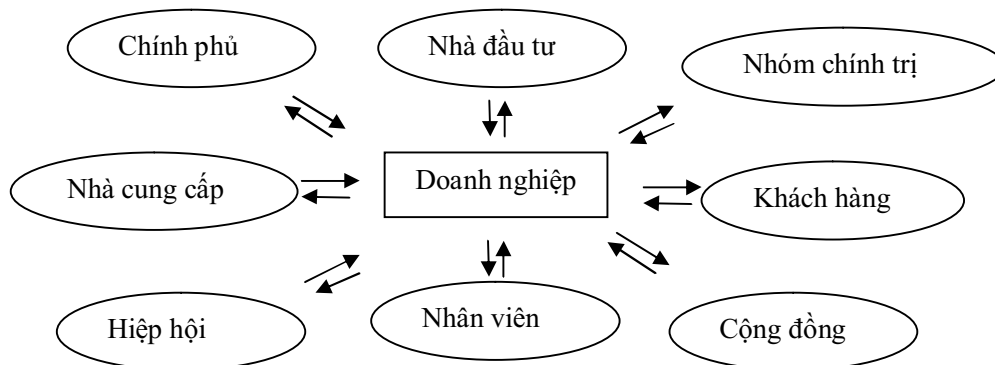 Chính phủ
Nhà đầu tư
Nhóm chính trị
Nhà cung cấp
Doanh nghiệp
Khách hàng
Hiệp hội
Nhân viên
Cộng đồng